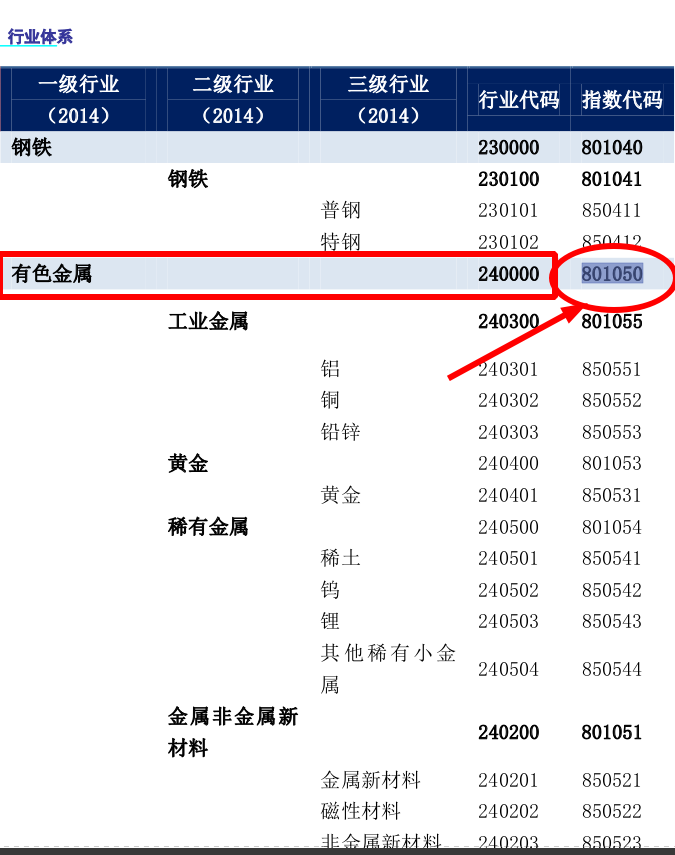 行业体系
一级行业 二级行业 三级行业 行业代码 指数代码
（2014） （2014） （2014）
钢铁 230000 801040
钢铁 230100 801041
普钢 230101 850411
特钢 230102 850412
有色金属 240000 801050
工业金属 240300 801055
铝 240301 850551
铜 240302 850552
铅锌 240303 850553
黄金 240400 801053
黄金 240401 850531
稀有金属 240500 801054
稀土 240501 850541
钨 240502 850542
锂 240503 850543
其他稀有小金
属 240504 850544
金属非金属新
材料 240200 801051
金属新材料 240201 850521
磁性材料 240202 850522
非金属新材料 240203 850523